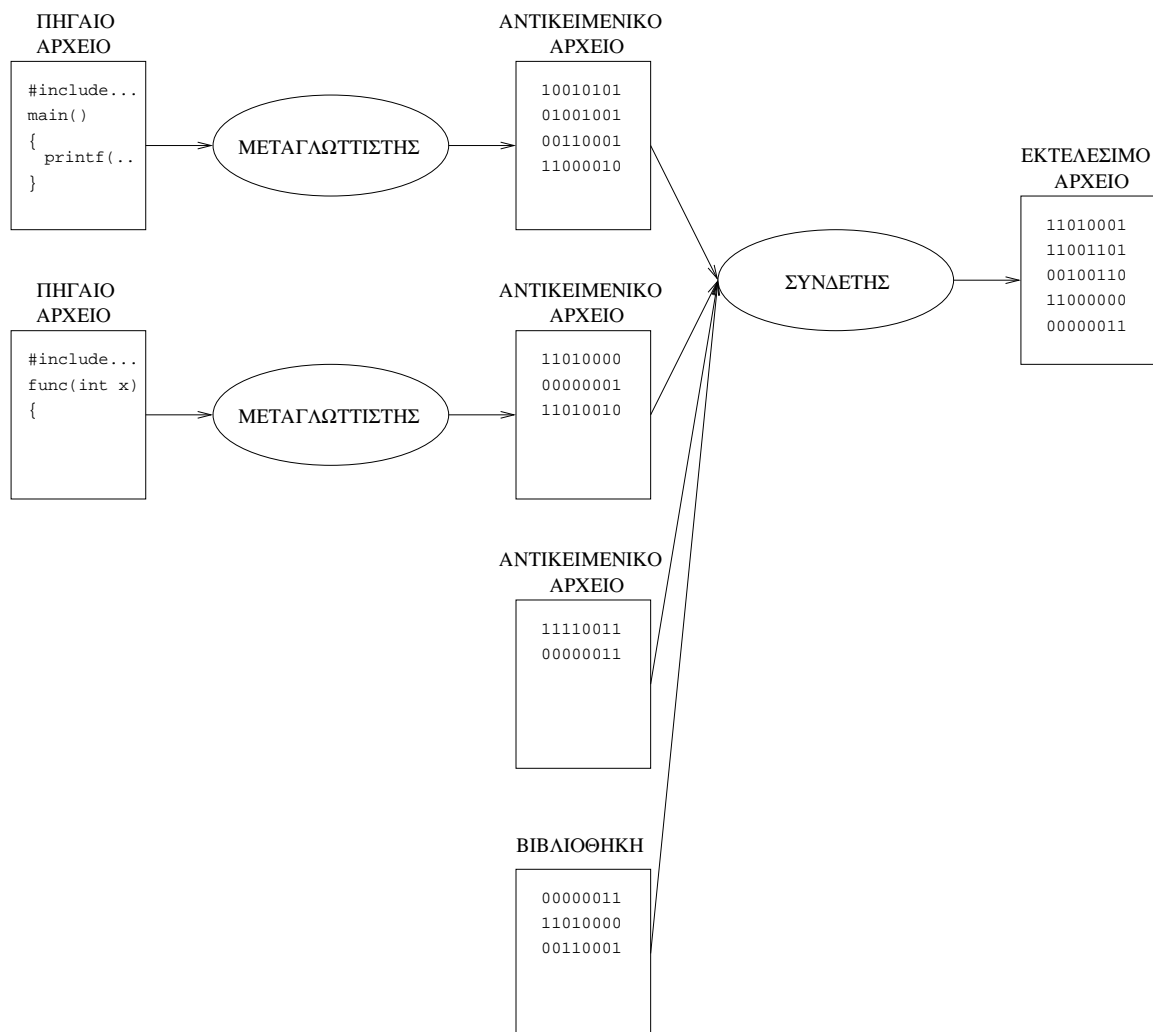 ΠΗΓΑΙΟ
ΑΡΧΕΙΟ
#include...
main()
{
printf(..
}
ΜΕΤΑΓΛΩΤΤΙΣΤΗΣ
ΑΝΤΙΚΕΙΜΕΝΙΚΟ
ΑΡΧΕΙΟ
10010101
01001001
00110001
11000010
ΠΗΓΑΙΟ
ΑΡΧΕΙΟ
#include...
func(int x)
{
ΜΕΤΑΓΛΩΤΤΙΣΤΗΣ
ΑΝΤΙΚΕΙΜΕΝΙΚΟ
ΑΡΧΕΙΟ
11010000
00000001
11010010
ΑΝΤΙΚΕΙΜΕΝΙΚΟ
ΑΡΧΕΙΟ
11110011
00000011
ΒΙΒΛΙΟΘΗΚΗ
00000011
11010000
00110001
ΣΥΝΔΕΤΗΣ
ΕΚΤΕΛΕΣΙΜΟ
ΑΡΧΕΙΟ
11010001
11001101
00100110
11000000
00000011